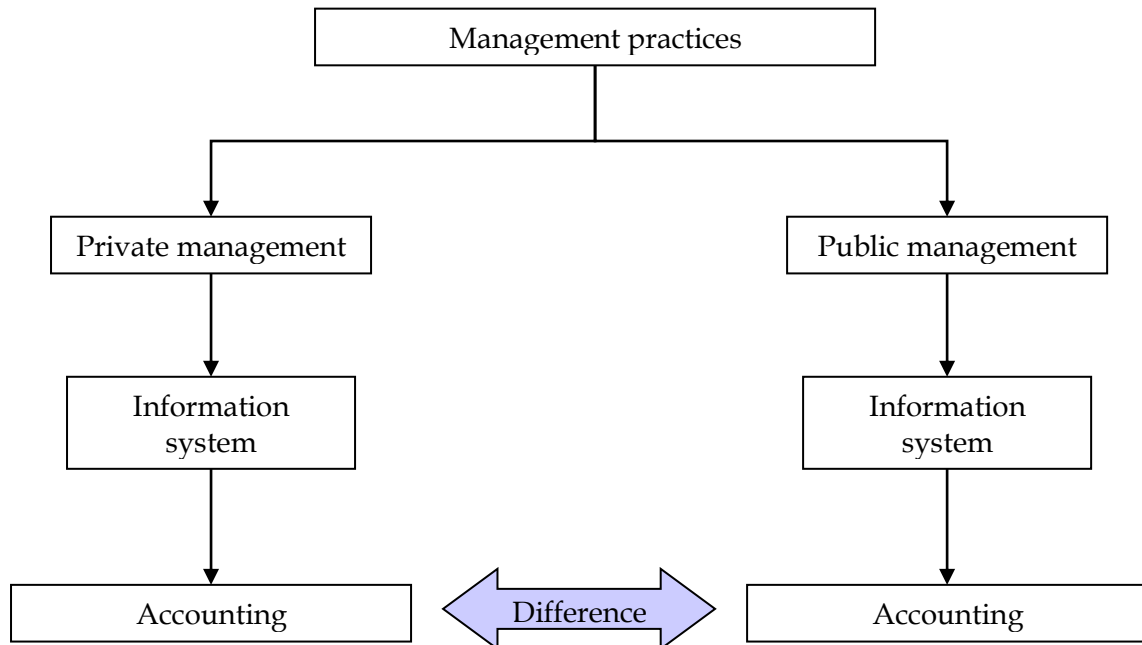 Management practices
Private management
Public management
Information
system
Information
system
Accounting
Difference
Accounting